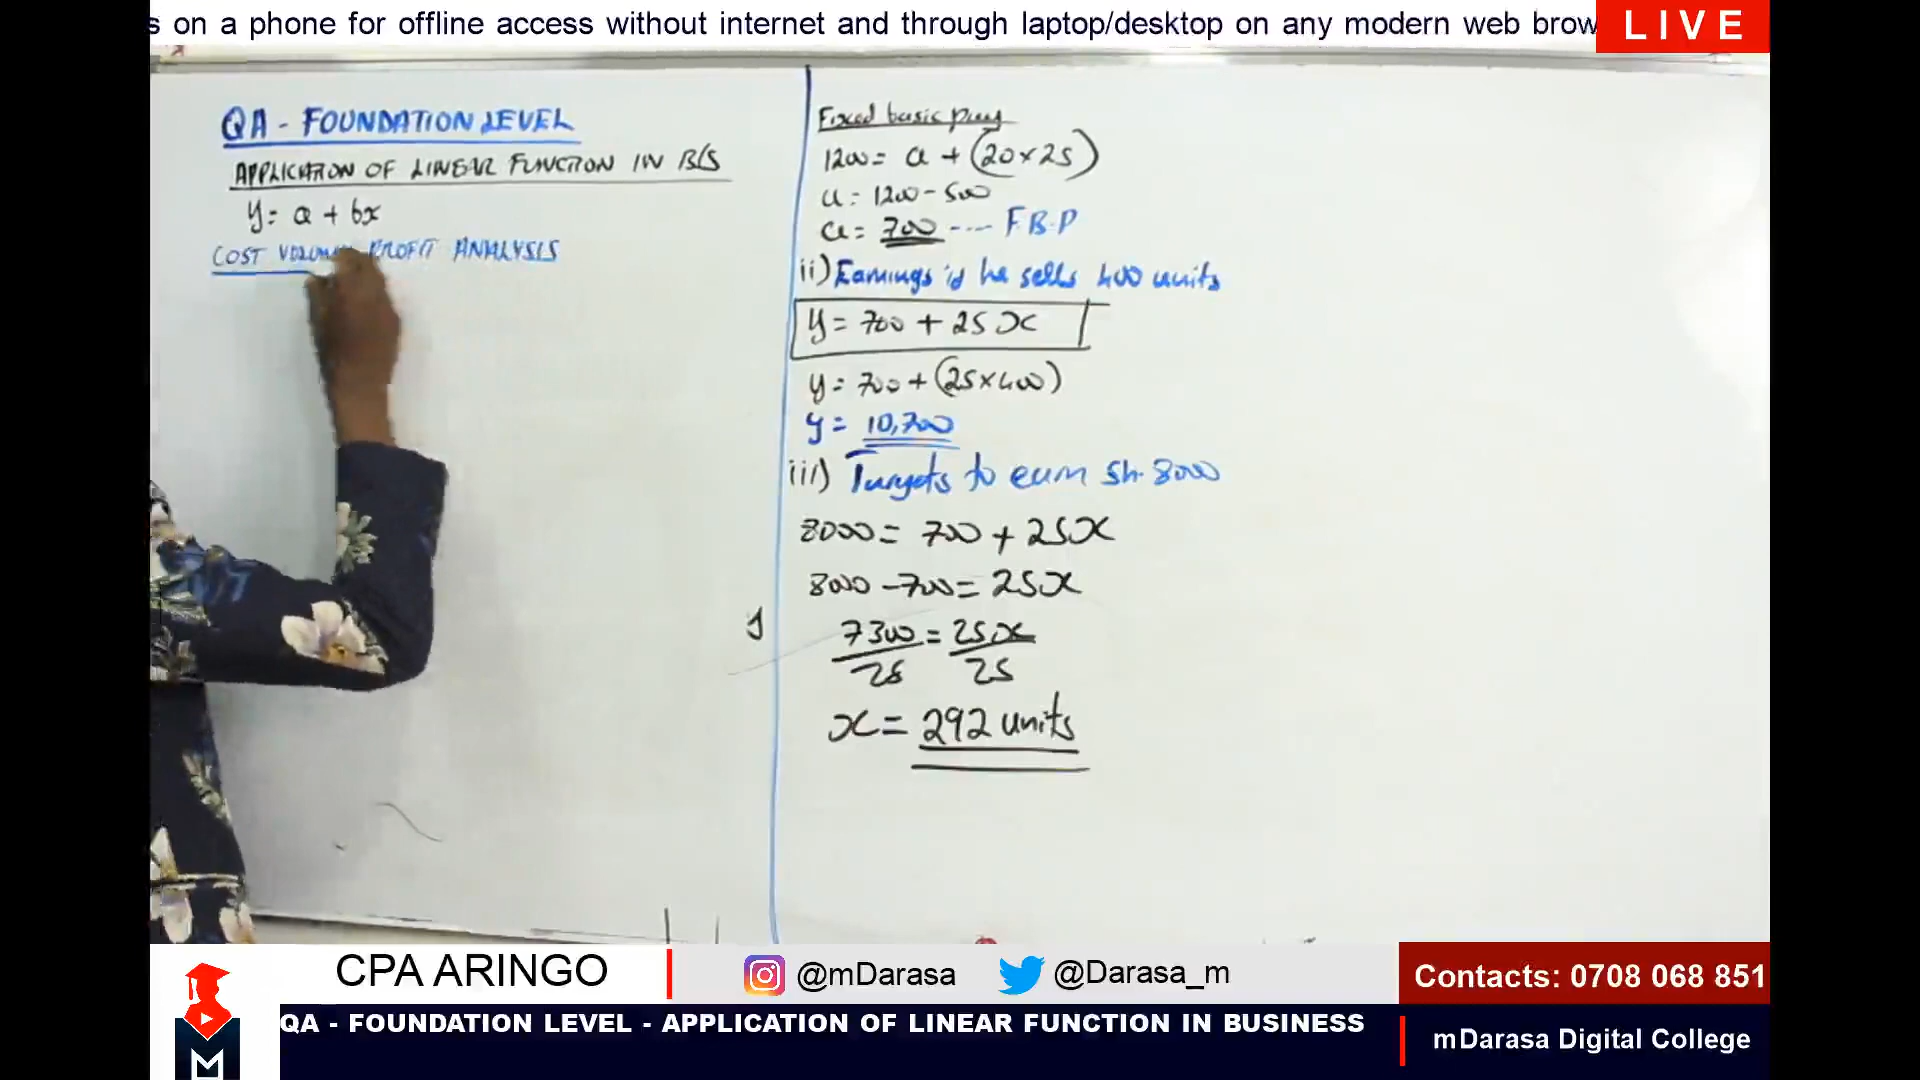 s on a phone for offline access without internet and through laptop/desktop on any modern web brow
LIVE
QA - FOUNDATION LEVEL
APPLICATION OF LINEAR FUNCTION IN B/S
y = a + bx
COST VOLUME PROFIT ANALYSIS
Fixed basic pay
1200 = a + (20×25)
a = 1200 - 500
a = 700 ---- F.B.P
ii) Earnings if he sells 400 units
y = 700 + 25x
y = 700 + (25×400)
y = 10,700
iii) Targets to earn Sh. 8000
8000 = 700 + 25x
8000 - 700 = 25x
y
7300 = 25x
25 25
x = 292 units
CPA ARINGO
@mDarasa
@Darasa_m
Contacts: 0708 068 851
M
QA - FOUNDATION LEVEL - APPLICATION OF LINEAR FUNCTION IN BUSINESS
mDarasa Digital College